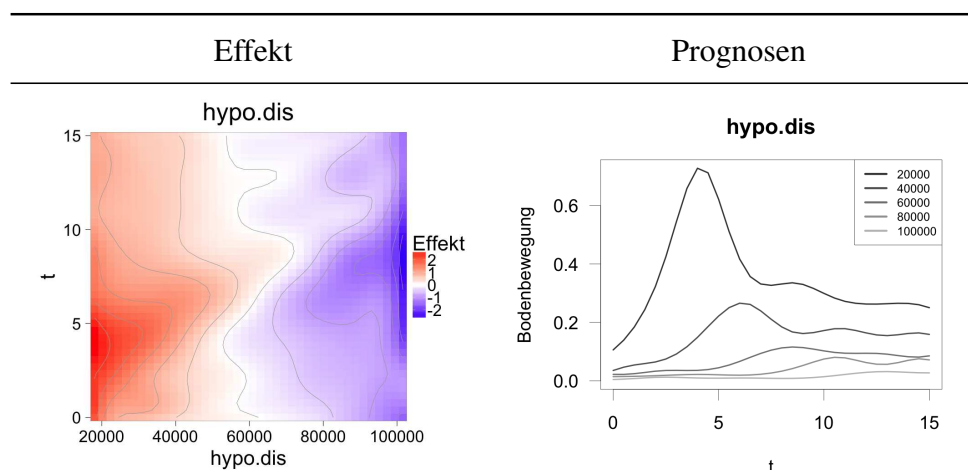 Effekt Prognosen
hypo.dis
15
10
5
0
t
20000 40000 60000 80000 100000
hypo.dis
Effekt
2
1
0
-1
-2
hypo.dis
Bodenbewegung
0.6
0.4
0.2
0.0
20000
40000
60000
80000
100000
0 5 10 15
t